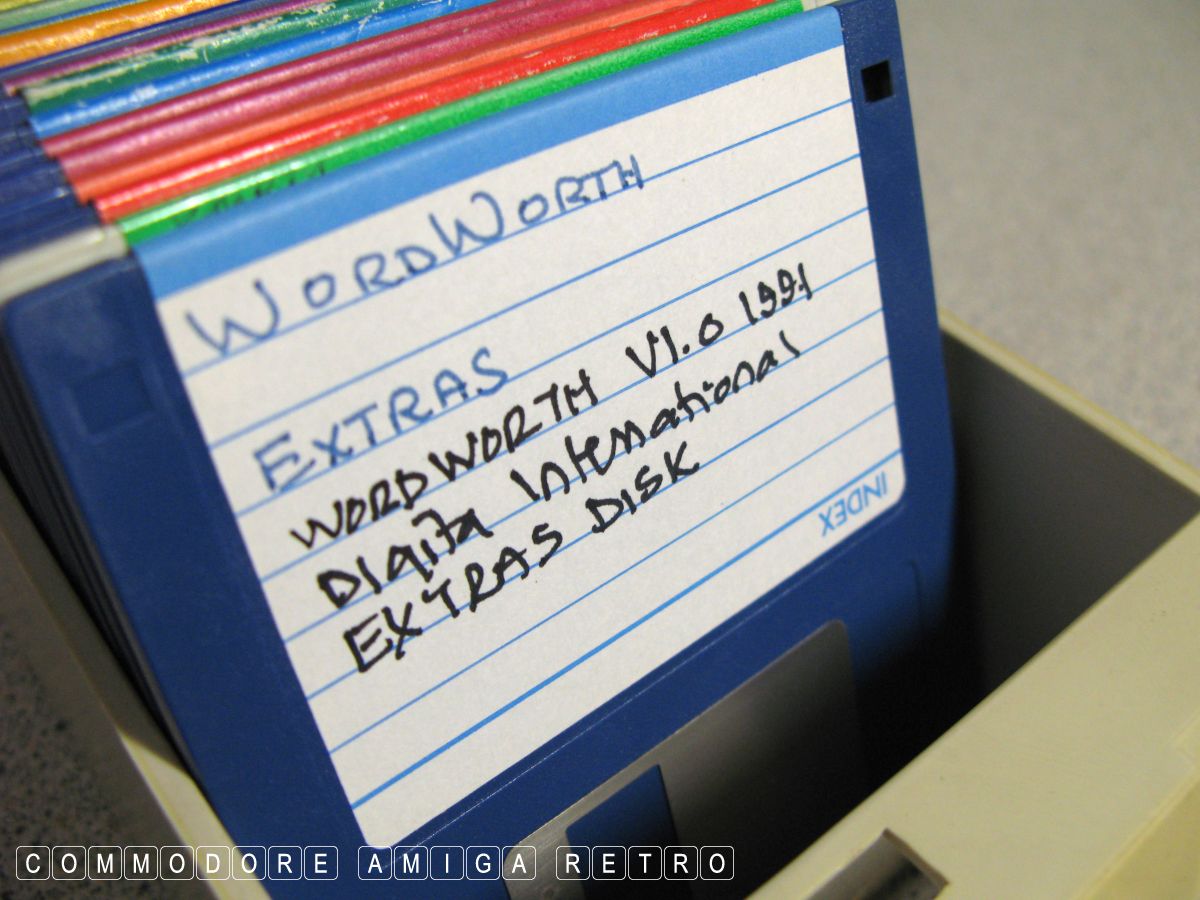 WORDWORTH
EXTRAS
WORDWORTH V1.0 1991
Digita International
EXTRAS DISK
INDEX
COMMODORE AMIGA RETRO